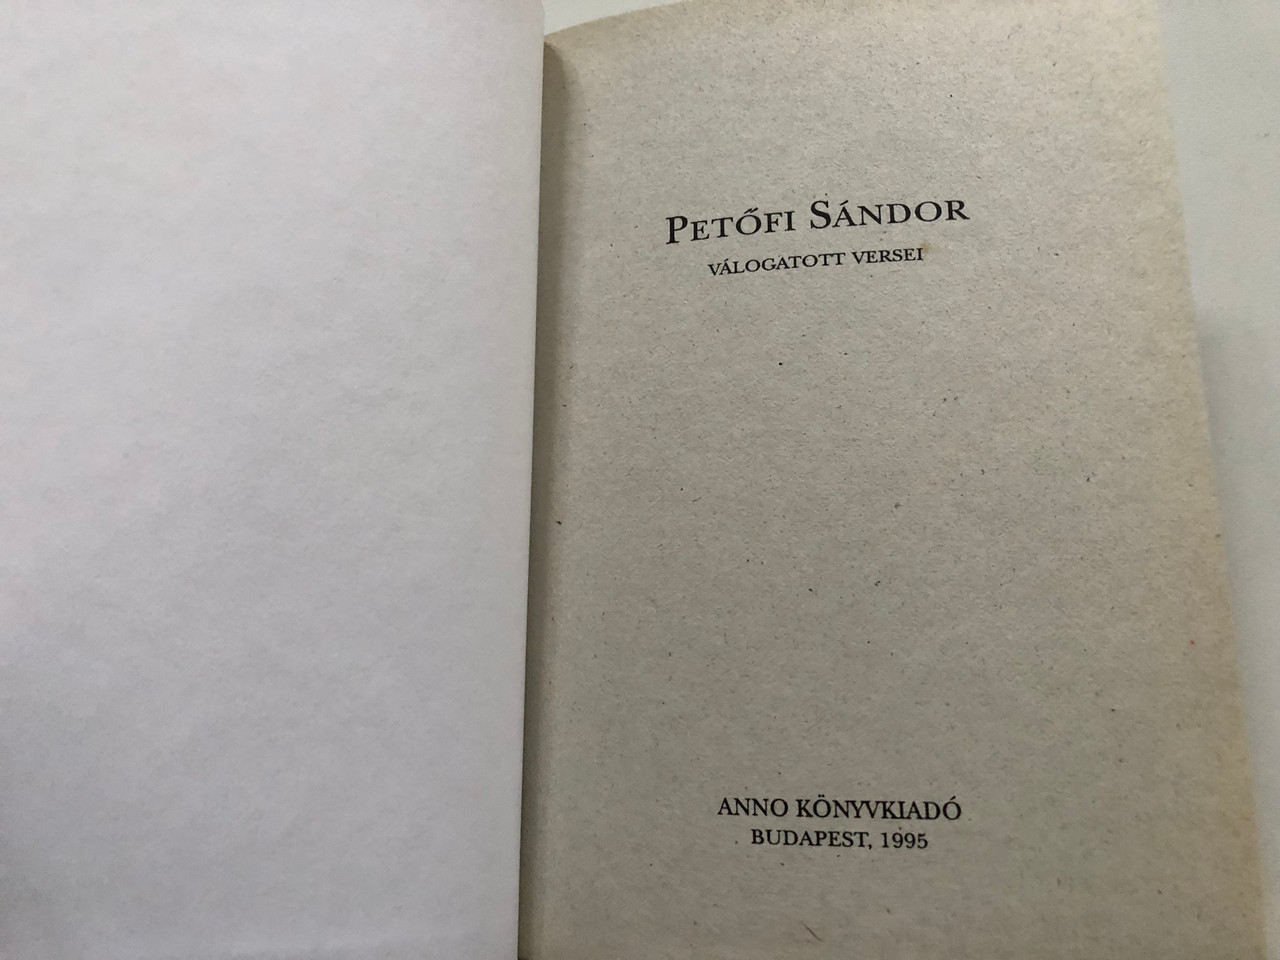 PETŐFI SÁNDOR
VÁLOGATOTT VERSEI
ANNO KÖNYVKIADÓ
BUDAPEST, 1995